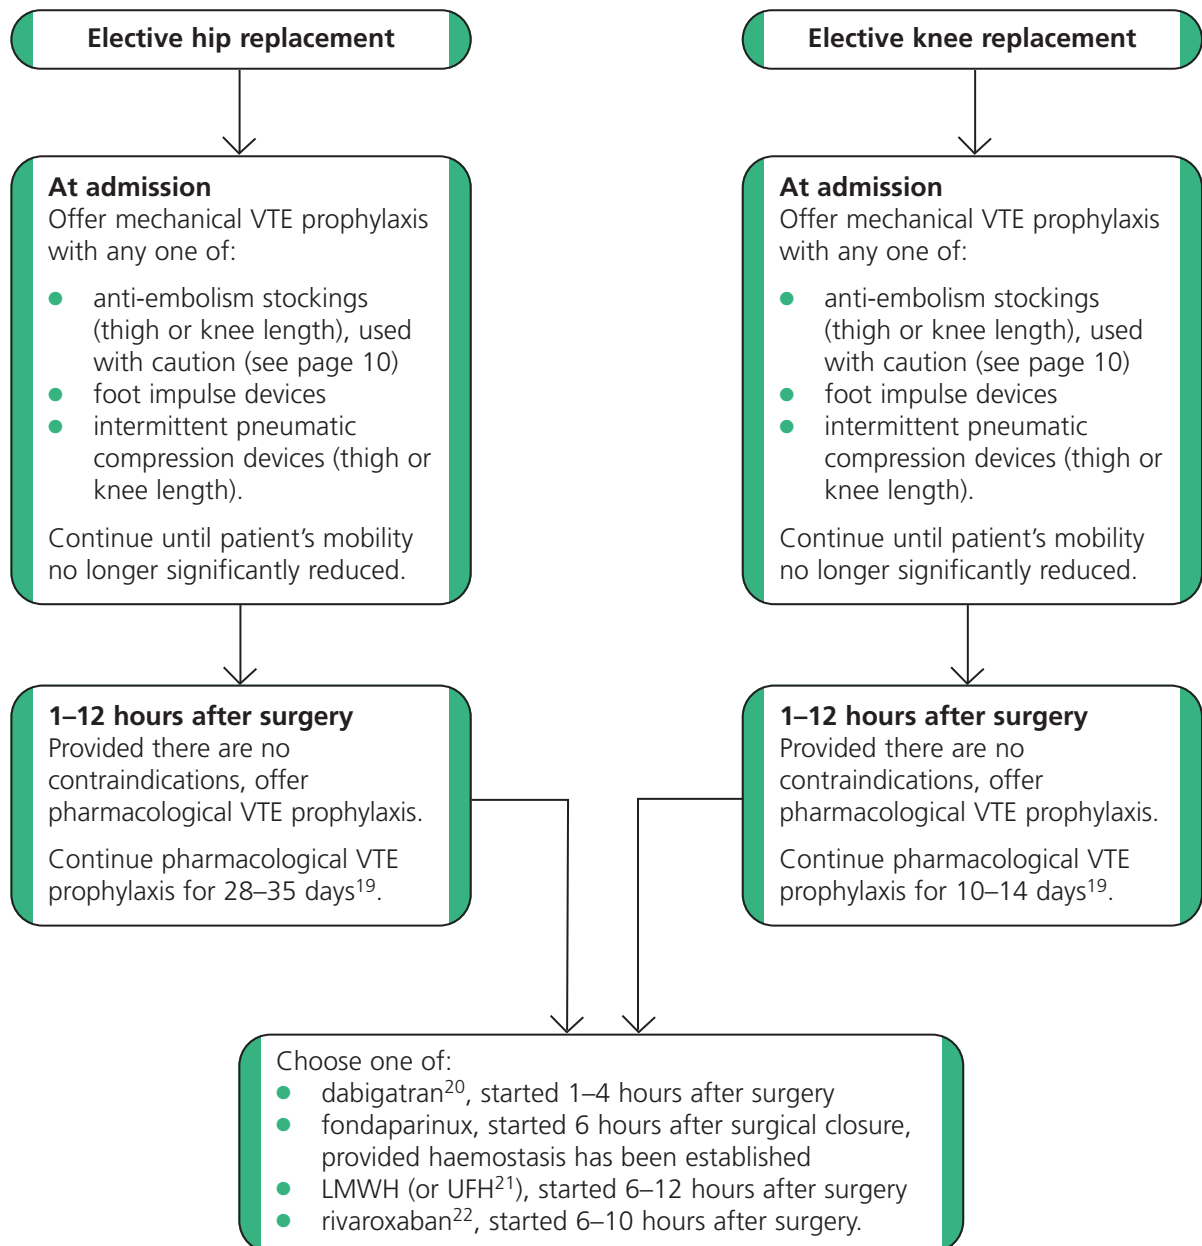 Elective hip replacement
Elective knee replacement
At admission
Offer mechanical VTE prophylaxis
with any one of:
● anti-embolism stockings
(thigh or knee length), used
with caution (see page 10)
● foot impulse devices
● intermittent pneumatic
compression devices (thigh or
knee length).
Continue until patient’s mobility
no longer significantly reduced.
At admission
Offer mechanical VTE prophylaxis
with any one of:
● anti-embolism stockings
(thigh or knee length), used
with caution (see page 10)
● foot impulse devices
● intermittent pneumatic
compression devices (thigh or
knee length).
Continue until patient’s mobility
no longer significantly reduced.
1–12 hours after surgery
Provided there are no
contraindications, offer
pharmacological VTE prophylaxis.
Continue pharmacological VTE
prophylaxis for 28–35 days¹⁹.
1–12 hours after surgery
Provided there are no
contraindications, offer
pharmacological VTE prophylaxis.
Continue pharmacological VTE
prophylaxis for 10–14 days¹⁹.
Choose one of:
● dabigatran²⁰, started 1–4 hours after surgery
● fondaparinux, started 6 hours after surgical closure,
provided haemostasis has been established
● LMWH (or UFH²¹), started 6–12 hours after surgery
● rivaroxaban²², started 6–10 hours after surgery.